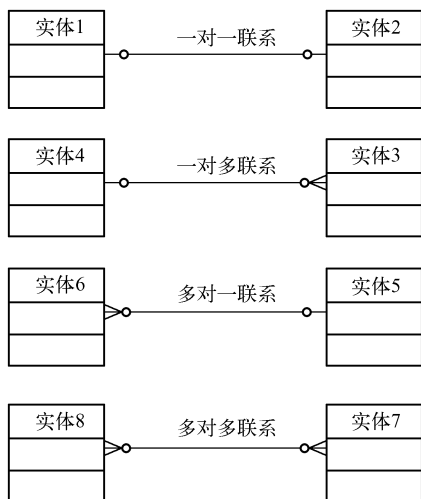 实体1
一对一联系
实体2
实体4
一对多联系
实体3
实体6
多对一联系
实体5
实体8
多对多联系
实体7